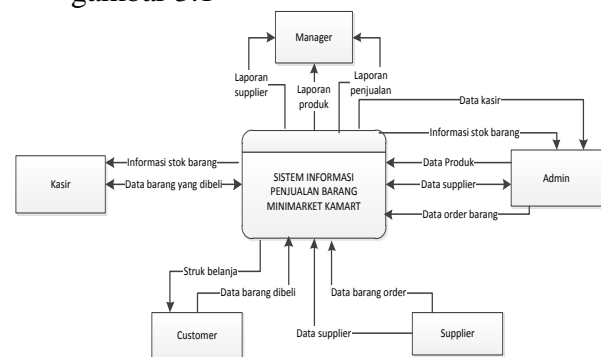 gambar 3.1
Manager
Laporan
supplier
Laporan
produk
Laporan
penjualan
Data kasir
Informasi stok barang
Informasi stok barang
Data Produk
Kasir
Data barang yang dibeli
SISTEM INFORMASI
PENJUALAN BARANG
MINIMARKET KAMART
Data supplier
Admin
Data order barang
Struk belanja
Data barang dibeli
Data barang order
Customer
Data supplier
Supplier